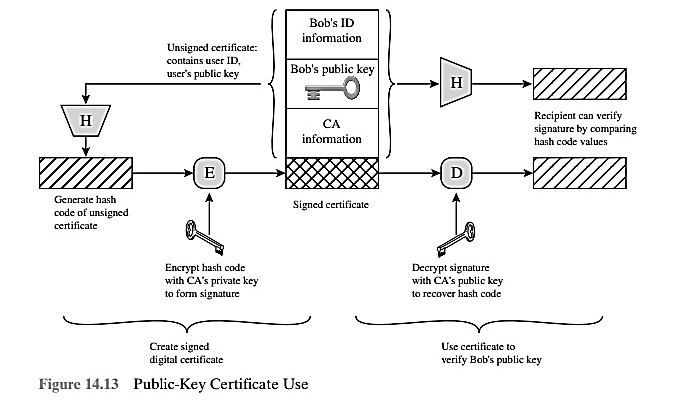 Bob's ID
information
Unsigned certificate:
contains user ID,
user's public key
Bob's public key
H
H
CA
information
Recipient can verify
signature by comparing
hash code values
E
D
Generate hash
code of unsigned
certificate
Signed certificate
Encrypt hash code
with CA's private key
to form signature
Decrypt signature
with CA's public key
to recover hash code
Create signed
digital certificate
Use certificate to
verify Bob's public key
Figure 14.13 Public-Key Certificate Use